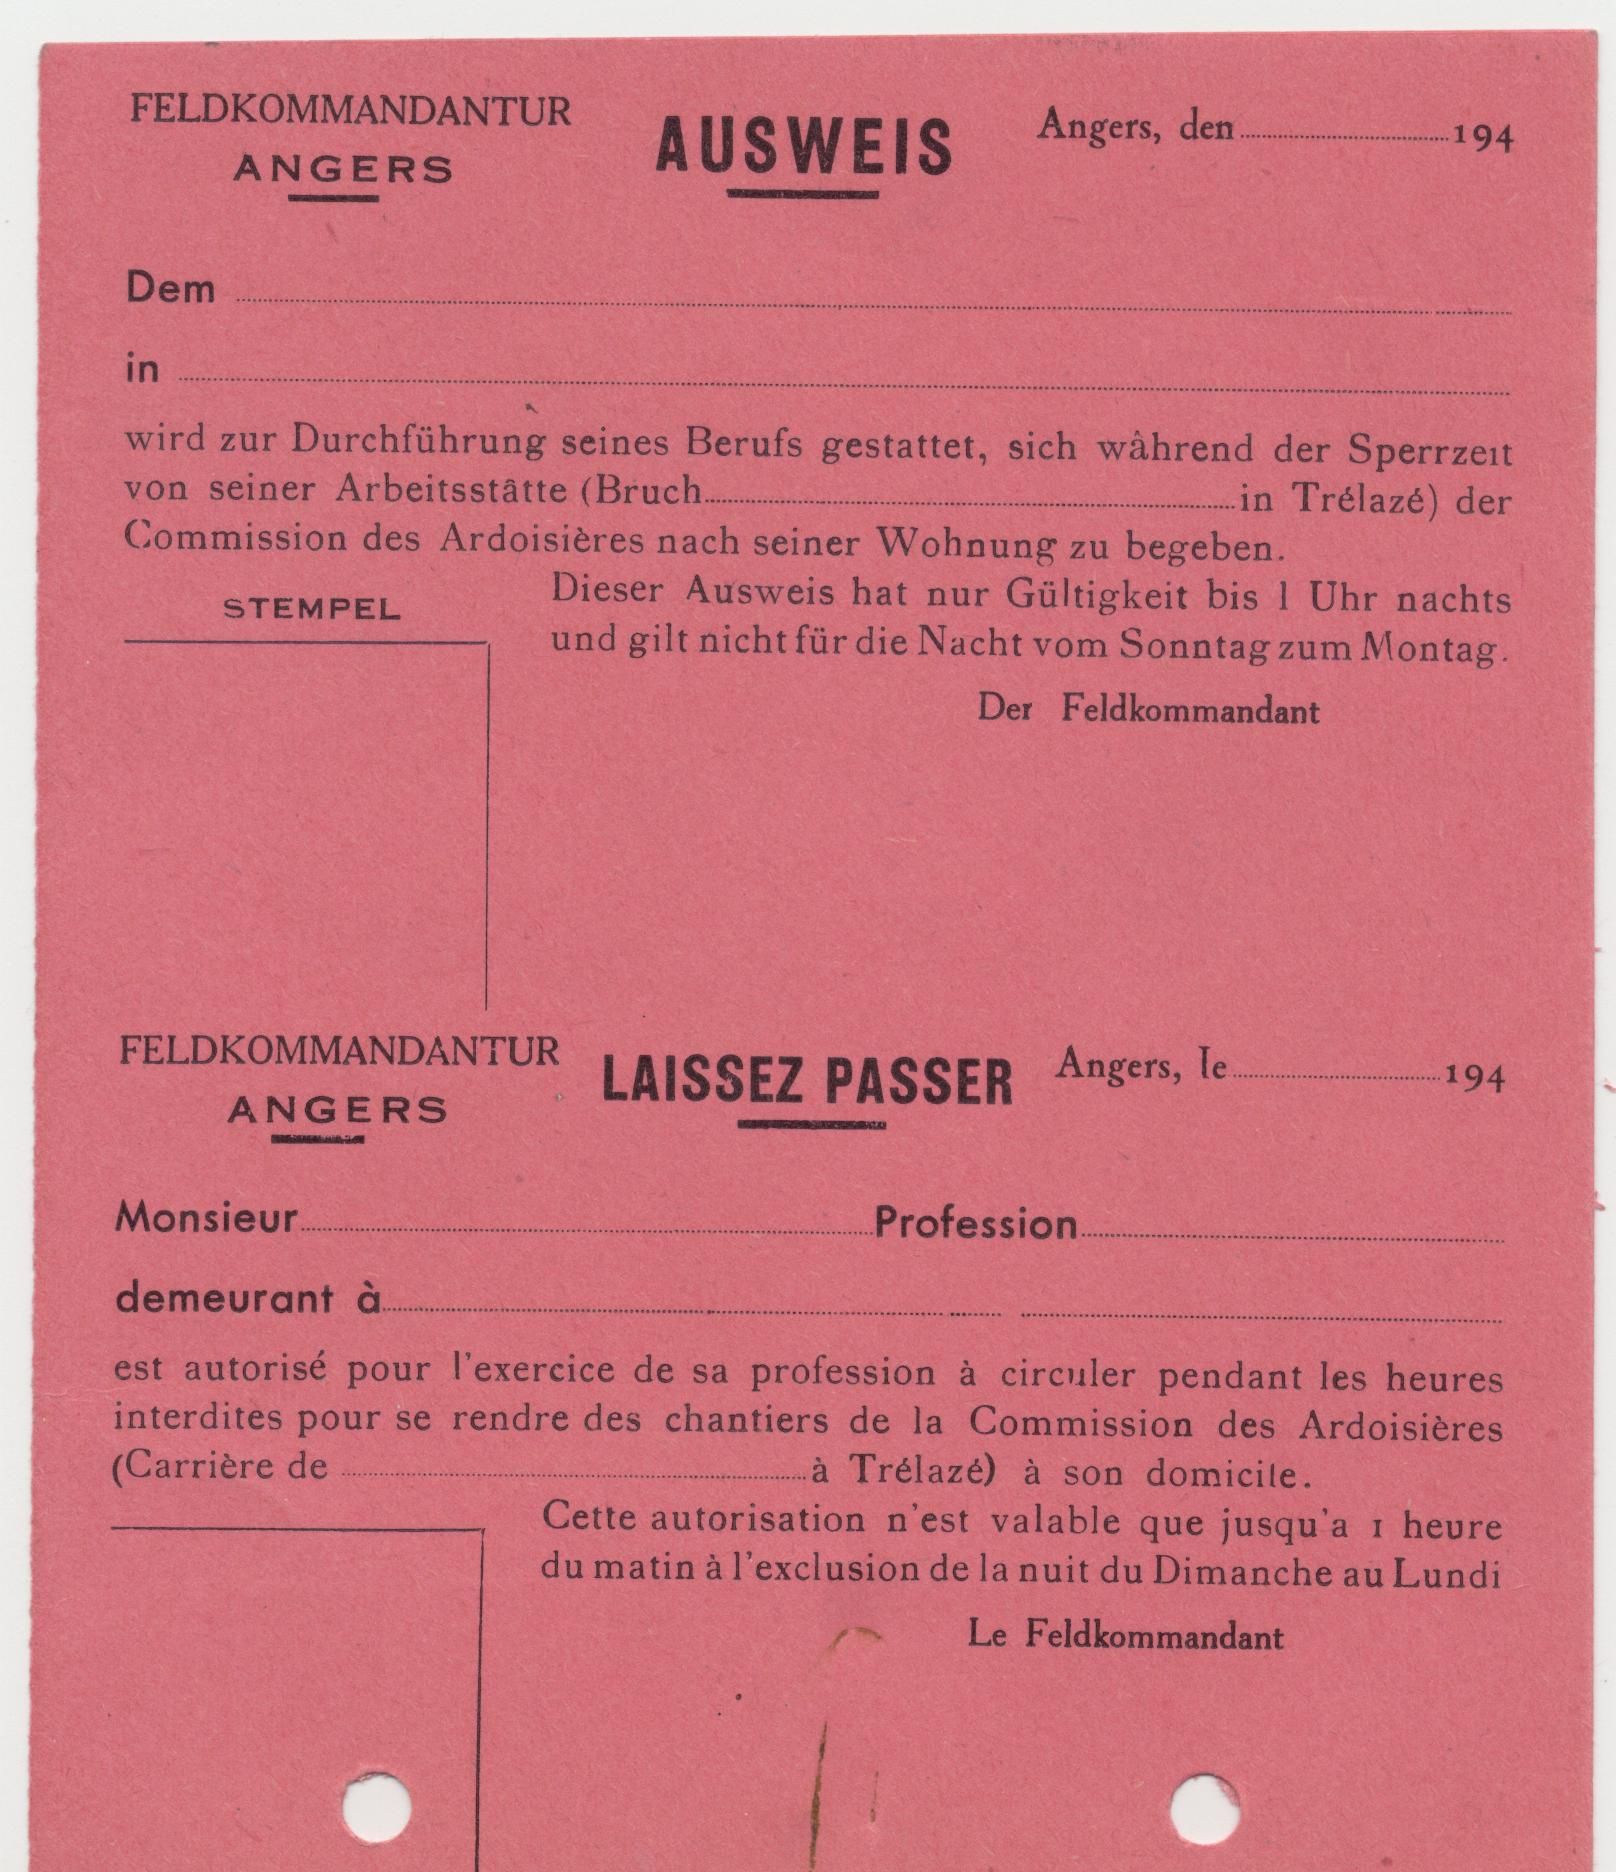 FELDKOMMANDANTUR
ANGERS
AUSWEIS
Angers, den 194
Dem
in
wird zur Durchführung seines Berufs gestattet, sich wâhrend der Sperrzeit
von seiner Arbeitsstâtte (Bruch in Trélazé) der
Commission des Ardoisières nach seiner Wohnung zu begeben.
STEMPEL
Dieser Ausweis hat nur Gültigkeit bis 1 Uhr nachts
und gilt nicht für die Nacht vom Sonntag zum Montag.
Der Feldkommandant
FELDKOMMANDANTUR
ANGERS
LAISSEZ PASSER
Angers, le 194
Monsieur Profession
demeurant à
est autorisé pour l'exercice de sa profession à circuler pendant les heures
interdites pour se rendre des chantiers de la Commission des Ardoisières
(Carrière de à Trélazé) à son domicile.
Cette autorisation n'est valable que jusqu'a 1 heure
du matin à l'exclusion de la nuit du Dimanche au Lundi
Le Feldkommandant